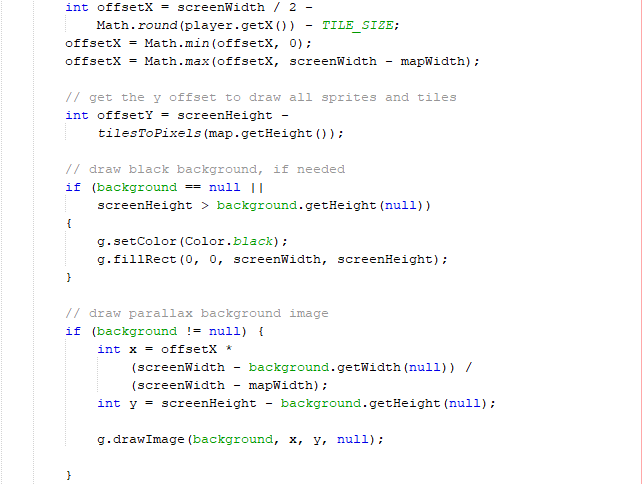 int offsetX = screenWidth / 2 -
Math.round(player.getX()) - TILE_SIZE;
offsetX = Math.min(offsetX, 0);
offsetX = Math.max(offsetX, screenWidth - mapWidth);
// get the y offset to draw all sprites and tiles
int offsetY = screenHeight -
tilesToPixels(map.getHeight());
// draw black background, if needed
if (background == null ||
screenHeight > background.getHeight(null))
{
g.setColor(Color.black);
g.fillRect(0, 0, screenWidth, screenHeight);
}
// draw parallax background image
if (background != null) {
int x = offsetX *
(screenWidth - background.getWidth(null)) /
(screenWidth - mapWidth);
int y = screenHeight - background.getHeight(null);
g.drawImage(background, x, y, null);
}